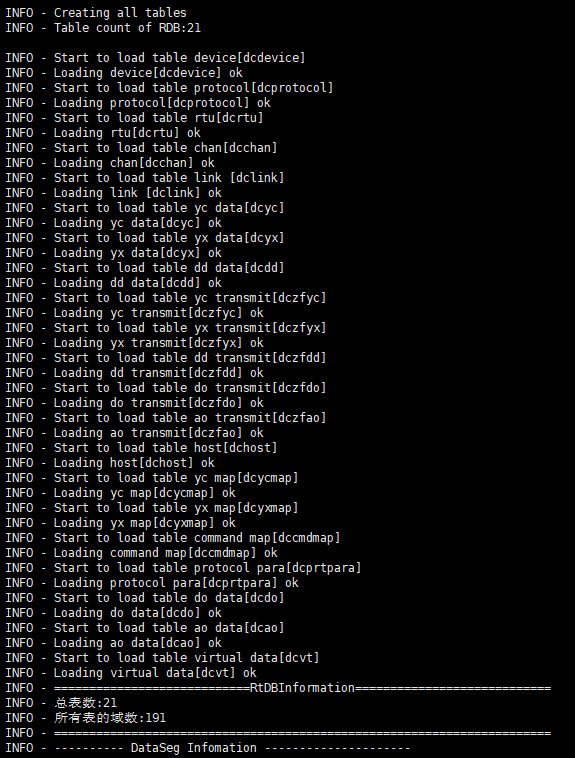 INFO - Creating all tables
INFO - Table count of RDB:21
INFO - Start to load table device[dcdevice]
INFO - Loading device[dcdevice] ok
INFO - Start to load table protocol[dcprotocol]
INFO - Loading protocol[dcprotocol] ok
INFO - Start to load table rtu[dcrtu]
INFO - Loading rtu[dcrtu] ok
INFO - Start to load table chan[dcchan]
INFO - Loading chan[dcchan] ok
INFO - Start to load table link [dclink]
INFO - Loading link [dclink] ok
INFO - Start to load table yc data[dcyc]
INFO - Loading yc data[dcyc] ok
INFO - Start to load table yx data[dcyx]
INFO - Loading yx data[dcyx] ok
INFO - Start to load table dd data[dcdd]
INFO - Loading dd data[dcdd] ok
INFO - Start to load table yc transmit[dczfyc]
INFO - Loading yc transmit[dczfyc] ok
INFO - Start to load table yx transmit[dczfyx]
INFO - Loading yx transmit[dczfyx] ok
INFO - Start to load table dd transmit[dczfdd]
INFO - Loading dd transmit[dczfdd] ok
INFO - Start to load table do transmit[dczfdo]
INFO - Loading do transmit[dczfdo] ok
INFO - Start to load table ao transmit[dczfao]
INFO - Loading ao transmit[dczfao] ok
INFO - Start to load table host[dchost]
INFO - Loading host[dchost] ok
INFO - Start to load table yc map[dcycmap]
INFO - Loading yc map[dcycmap] ok
INFO - Start to load table yx map[dcyxmap]
INFO - Loading yx map[dcyxmap] ok
INFO - Start to load table command map[dccmdmap]
INFO - Loading command map[dccmdmap] ok
INFO - Start to load table protocol para[dcprtpara]
INFO - Loading protocol para[dcprtpara] ok
INFO - Start to load table do data[dcdo]
INFO - Loading do data[dcdo] ok
INFO - Start to load table ao data[dcao]
INFO - Loading ao data[dcao] ok
INFO - Start to load table virtual data[dcvt]
INFO - Loading virtual data[dcvt] ok
INFO - ============================RtDBInformation============================
INFO - 总表数:21
INFO - 所有表的域数:191
INFO - =======================================================================
INFO - ---------- DataSeg Infomation ---------------------